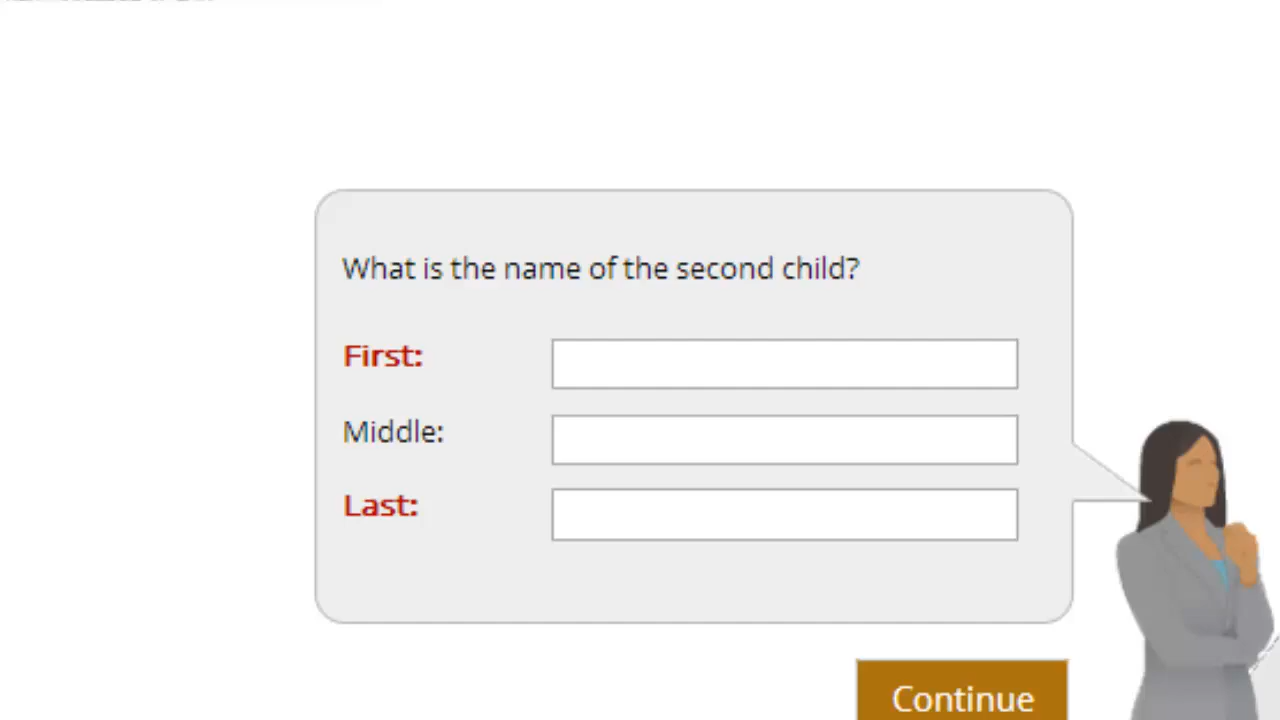 What is the name of the second child?
First:
Middle:
Last:
Continue